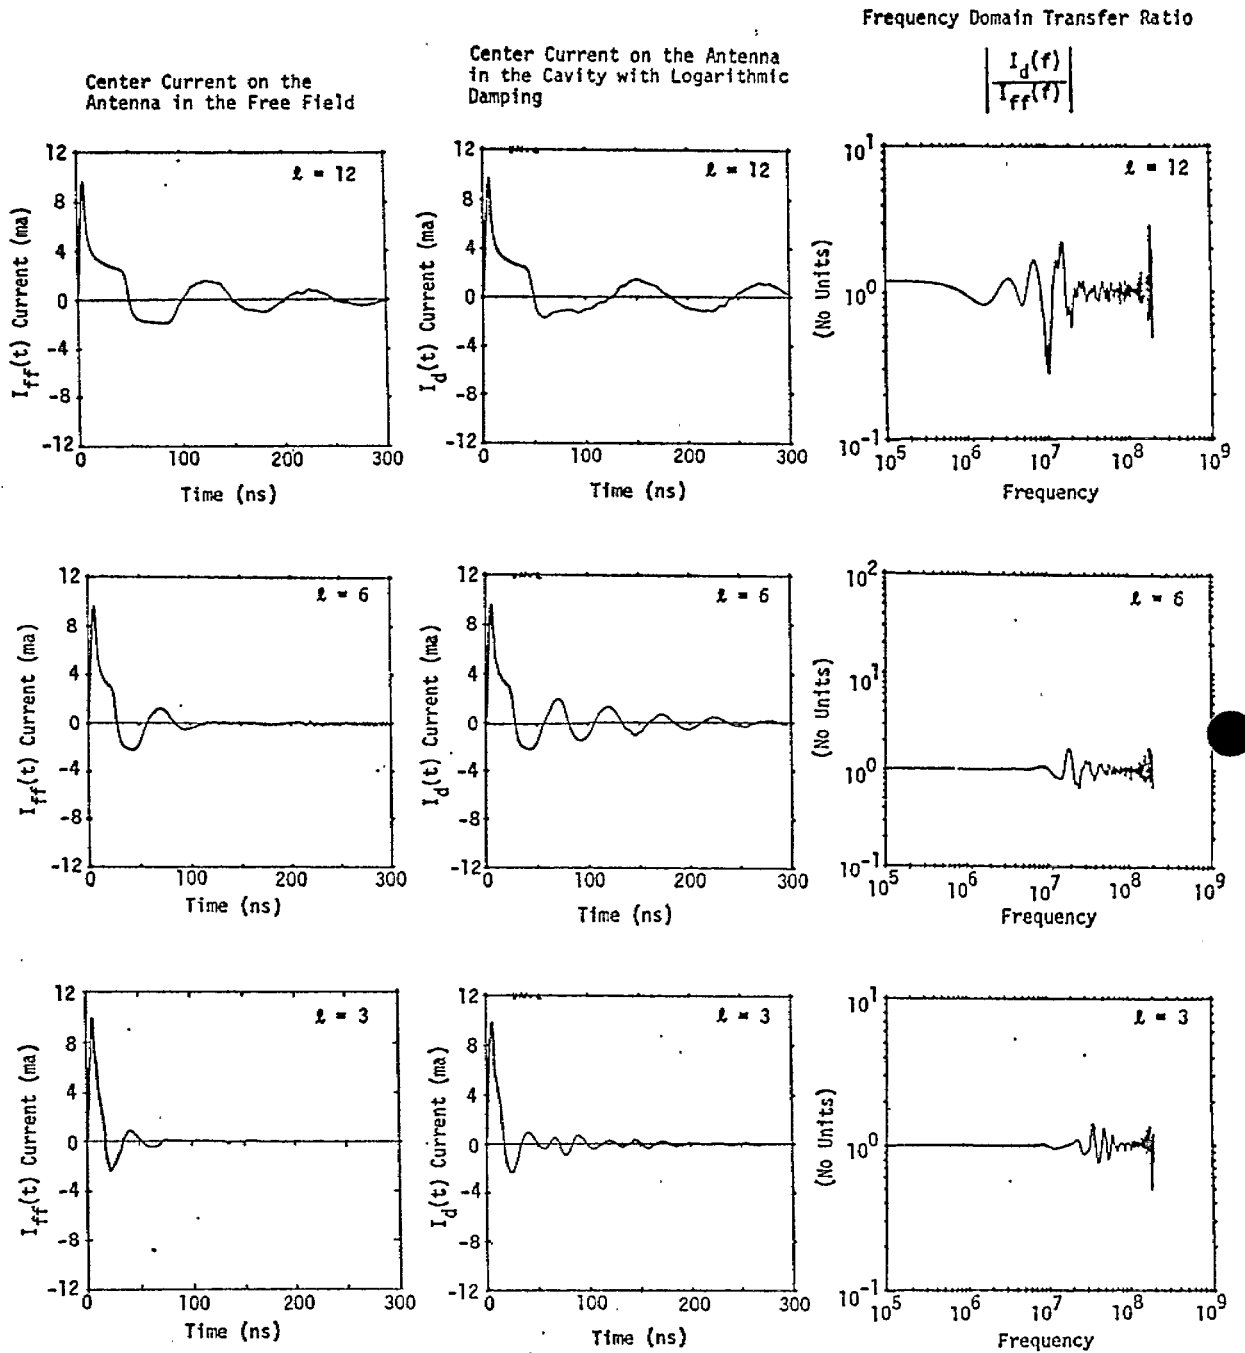 Frequency Domain Transfer Ratio
Center Current on the
Antenna in the Free Field
Center Current on the Antenna
in the Cavity with Logarithmic
Damping
I_d(f)
I_ff(f)
12
8
4
0
-4
-8
-12
0 100 200 300
I_ff(t) Current (ma)
Time (ns)
ℓ = 12
12
8
4
0
-4
-8
-12
0 100 200 300
I_d(t) Current (ma)
Time (ns)
ℓ = 12
10^1
10^0
10^-1
10^5 10^6 10^7 10^8 10^9
(No Units)
Frequency
ℓ = 12
12
8
4
0
-4
-8
-12
0 100 200 300
I_ff(t) Current (ma)
Time (ns)
ℓ = 6
12
8
4
0
-4
-8
-12
0 100 200 300
I_d(t) Current (ma)
Time (ns)
ℓ = 6
10^2
10^1
10^0
10^-1
10^5 10^6 10^7 10^8 10^9
(No Units)
Frequency
ℓ = 6
12
8
4
0
-4
-8
-12
0 100 200 300
I_ff(t) Current (ma)
Time (ns)
ℓ = 3
12
8
4
0
-4
-8
-12
0 100 200 300
I_d(t) Current (ma)
Time (ns)
ℓ = 3
10^1
10^0
10^-1
10^5 10^6 10^7 10^8 10^9
(No Units)
Frequency
ℓ = 3